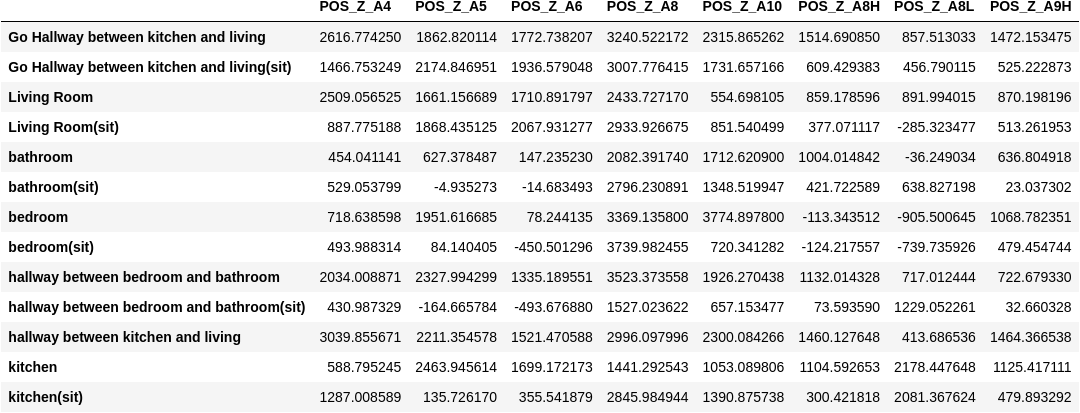 POS_Z_A4 POS_Z_A5 POS_Z_A6 POS_Z_A8 POS_Z_A10 POS_Z_A8H POS_Z_A8L POS_Z_A9H
Go Hallway between kitchen and living 2616.774250 1862.820114 1772.738207 3240.522172 2315.865262 1514.690850 857.513033 1472.153475
Go Hallway between kitchen and living(sit) 1466.753249 2174.846951 1936.579048 3007.776415 1731.657166 609.429383 456.790115 525.222873
Living Room 2509.056525 1661.156689 1710.891797 2433.727170 554.698105 859.178596 891.994015 870.198196
Living Room(sit) 887.775188 1868.435125 2067.931277 2933.926675 851.540499 377.071117 -285.323477 513.261953
bathroom 454.041141 627.378487 147.235230 2082.391740 1712.620900 1004.014842 -36.249034 636.804918
bathroom(sit) 529.053799 -4.935273 -14.683493 2796.230891 1348.519947 421.722589 638.827198 23.037302
bedroom 718.638598 1951.616685 78.244135 3369.135800 3774.897800 -113.343512 -905.500645 1068.782351
bedroom(sit) 493.988314 84.140405 -450.501296 3739.982455 720.341282 -124.217557 -739.735926 479.454744
hallway between bedroom and bathroom 2034.008871 2327.994299 1335.189551 3523.373558 1926.270438 1132.014328 717.012444 722.679330
hallway between bedroom and bathroom(sit) 430.987329 -164.665784 -493.676880 1527.023622 657.153477 73.593590 1229.052261 32.660328
hallway between kitchen and living 3039.855671 2211.354578 1521.470588 2996.097996 2300.084266 1460.127648 413.686536 1464.366538
kitchen 588.795245 2463.945614 1699.172173 1441.292543 1053.089806 1104.592653 2178.447648 1125.417111
kitchen(sit) 1287.008589 135.726170 355.541879 2845.984944 1390.875738 300.421818 2081.367624 479.893292